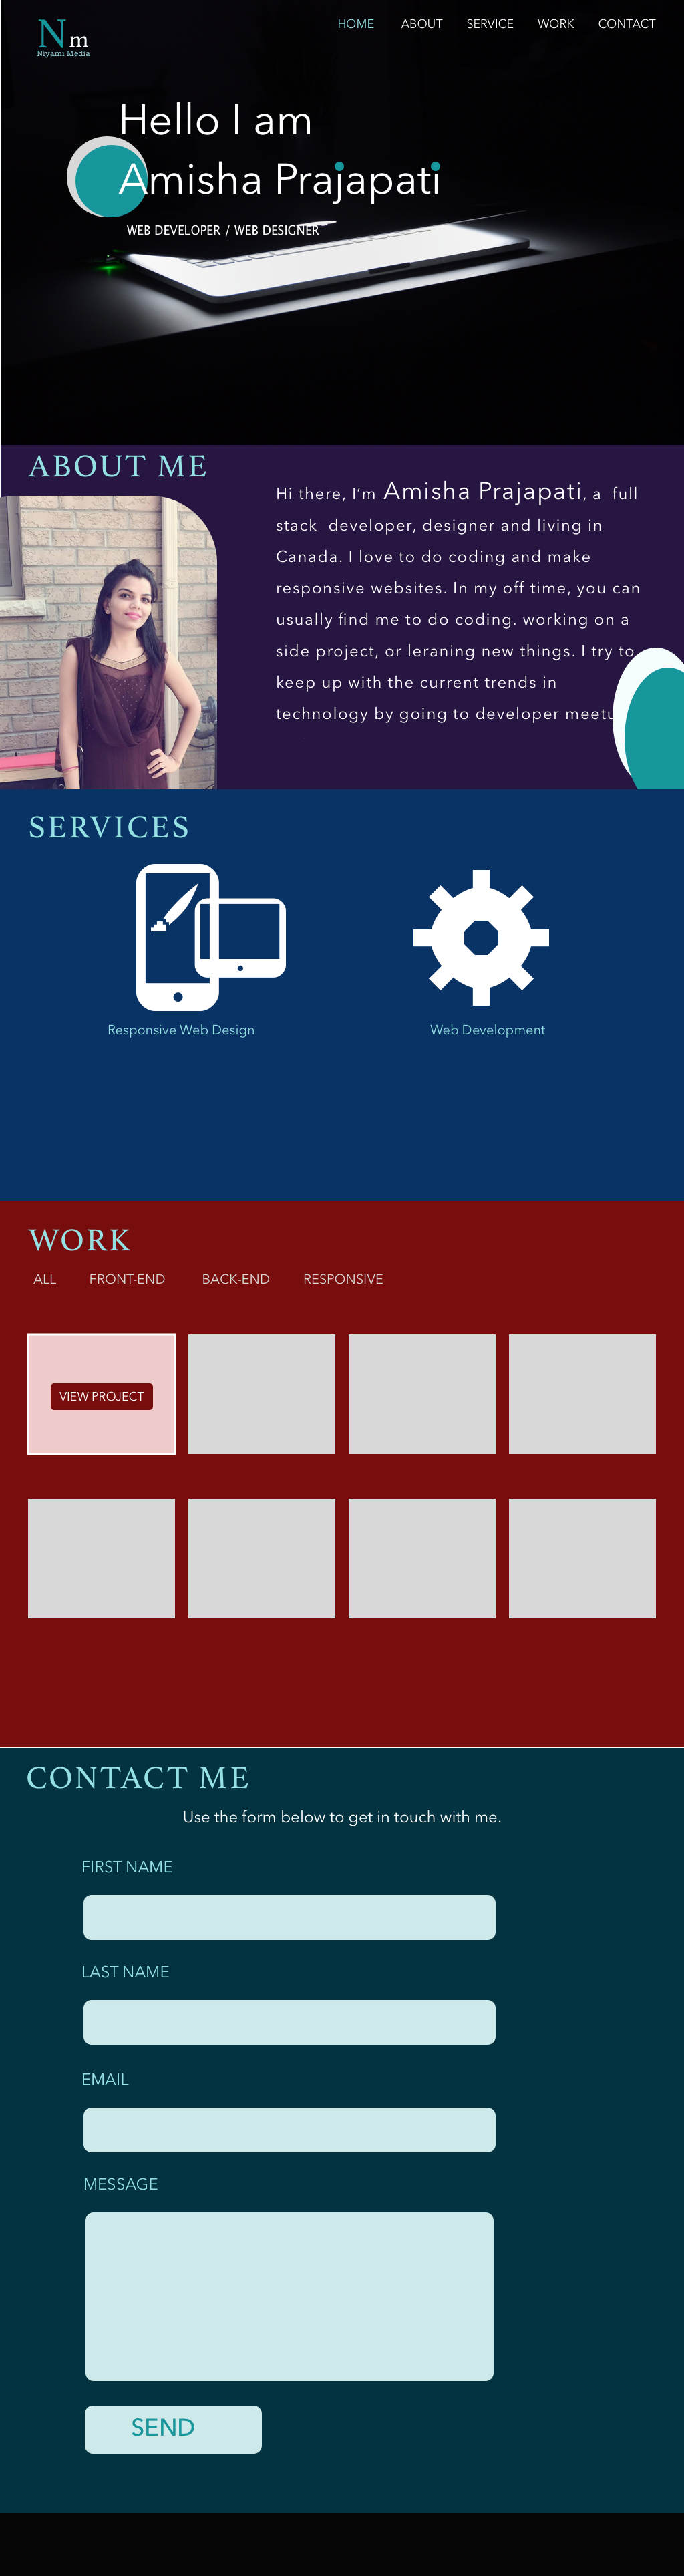 Nm
Niyami Media
HOME ABOUT SERVICE WORK CONTACT
Hello I am
Amisha Prajapati
WEB DEVELOPER / WEB DESIGNER
ABOUT ME
Hi there, I’m Amisha Prajapati, a full
stack developer, designer and living in
Canada. I love to do coding and make
responsive websites. In my off time, you can
usually find me to do coding. working on a
side project, or leraning new things. I try to
keep up with the current trends in
technology by going to developer
SERVICES
Responsive Web Design
Web Development
WORK
ALL FRONT-END BACK-END RESPONSIVE
VIEW PROJECT
CONTACT ME
Use the form below to get in touch with me.
FIRST NAME
LAST NAME
EMAIL
MESSAGE
SEND